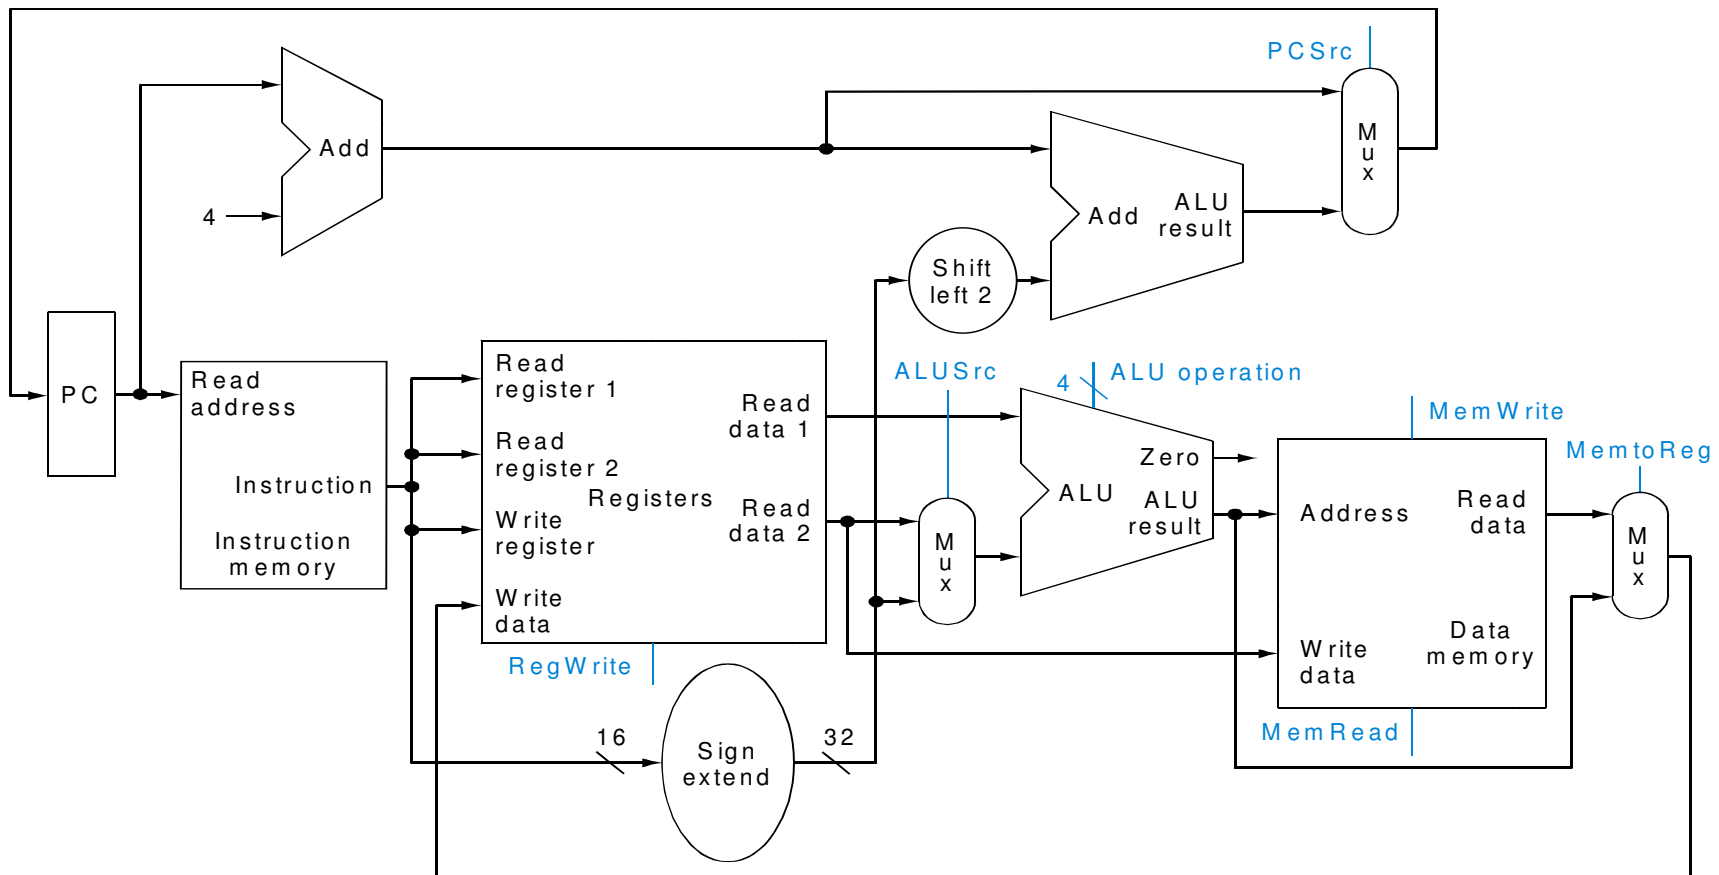 PCSrc
Add
4
M
u
x
Add
ALU
result
Shift
left 2
PC
Read
address
Instruction
Instruction
memory
Read
register 1
Read
register 2
Write
register
Write
data
Registers
Read
data 1
Read
data 2
RegWrite
16
Sign
extend
32
ALUSrc
M
u
x
4
ALU operation
Zero
ALU
ALU
result
MemWrite
Address
Read
data
Write
data
Data
memory
MemRead
MemtoReg
M
u
x